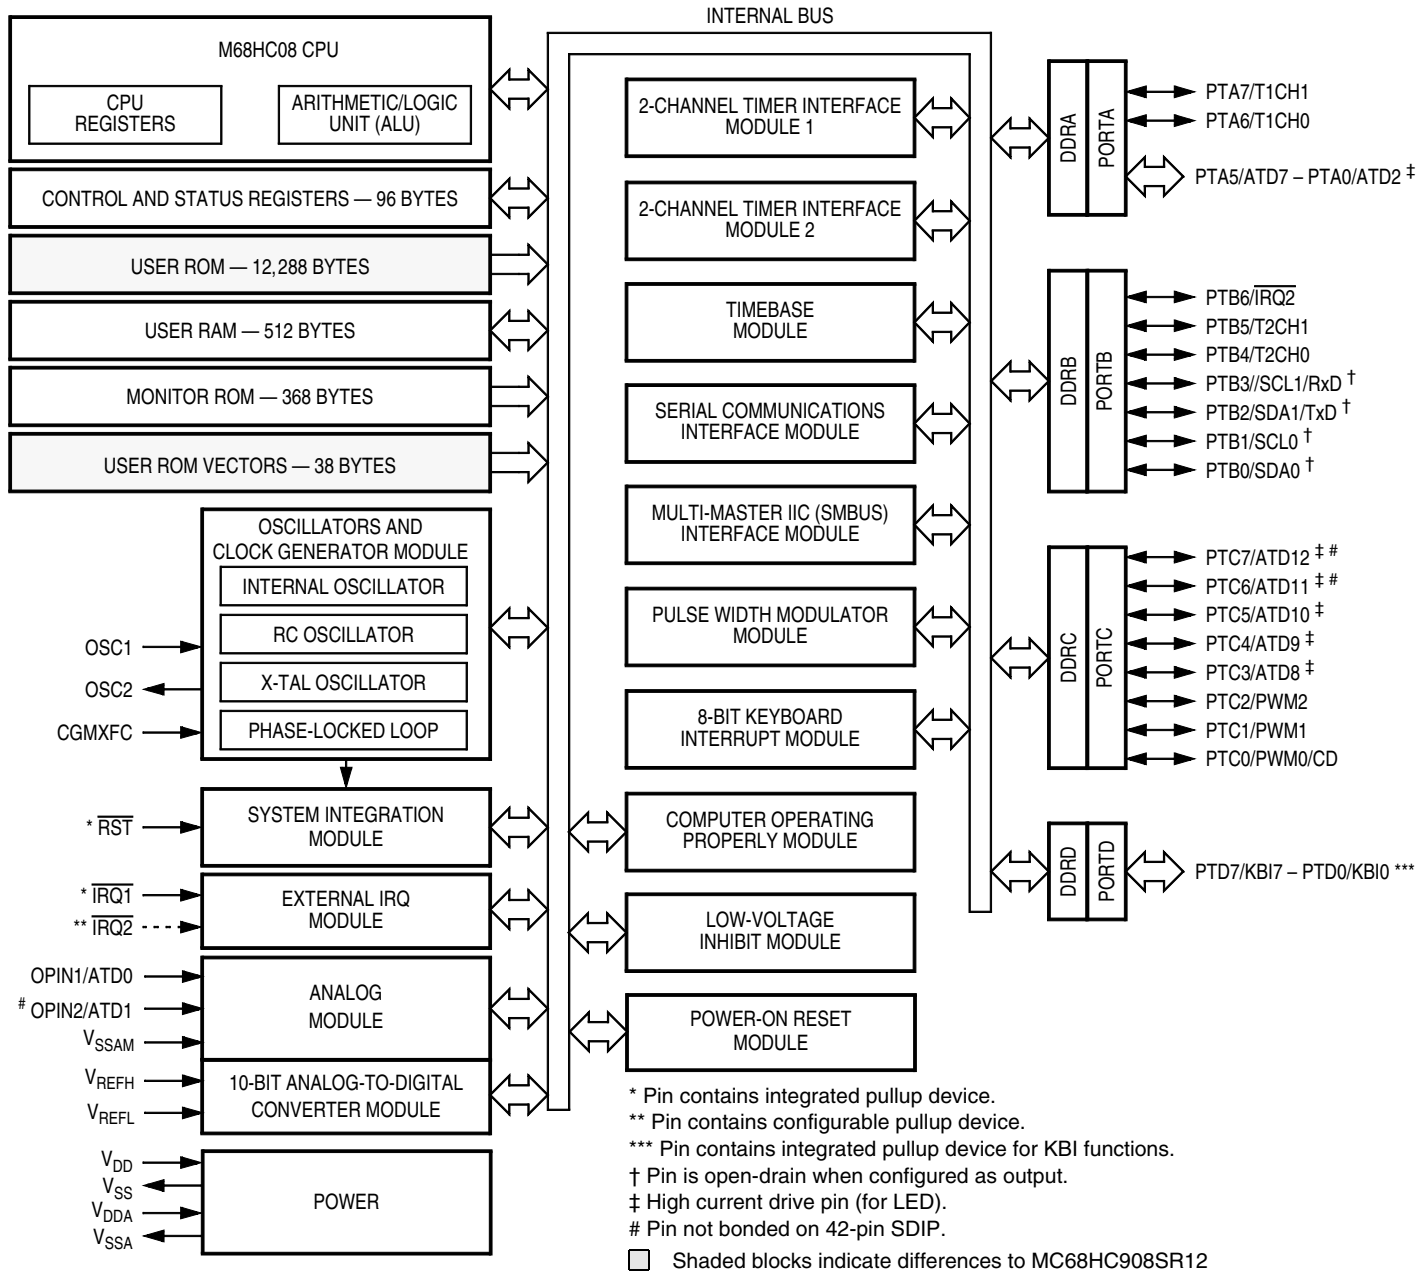 INTERNAL BUS
M68HC08 CPU
CPU
REGISTERS
ARITHMETIC/LOGIC
UNIT (ALU)
CONTROL AND STATUS REGISTERS — 96 BYTES
USER ROM — 12,288 BYTES
USER RAM — 512 BYTES
MONITOR ROM — 368 BYTES
USER ROM VECTORS — 38 BYTES
OSCILLATORS AND
CLOCK GENERATOR MODULE
INTERNAL OSCILLATOR
RC OSCILLATOR
X-TAL OSCILLATOR
PHASE-LOCKED LOOP
OSC1
OSC2
CGMXFC
SYSTEM INTEGRATION
MODULE
* RST
EXTERNAL IRQ
MODULE
* IRQ1
** IRQ2
ANALOG
MODULE
OPIN1/ATD0
# OPIN2/ATD1
VSSAM
10-BIT ANALOG-TO-DIGITAL
CONVERTER MODULE
VREFH
VREFL
POWER
VDD
VSS
VDDA
VSSA
2-CHANNEL TIMER INTERFACE
MODULE 1
2-CHANNEL TIMER INTERFACE
MODULE 2
TIMEBASE
MODULE
SERIAL COMMUNICATIONS
INTERFACE MODULE
MULTI-MASTER IIC (SMBUS)
INTERFACE MODULE
PULSE WIDTH MODULATOR
MODULE
8-BIT KEYBOARD
INTERRUPT MODULE
COMPUTER OPERATING
PROPERLY MODULE
LOW-VOLTAGE
INHIBIT MODULE
POWER-ON RESET
MODULE
DDRA
PORTA
PTA7/T1CH1
PTA6/T1CH0
PTA5/ATD7 – PTA0/ATD2 ‡
DDRB
PORTB
PTB6/IRQ2
PTB5/T2CH1
PTB4/T2CH0
PTB3//SCL1/RxD †
PTB2/SDA1/TxD †
PTB1/SCL0 †
PTB0/SDA0 †
DDRC
PORTC
PTC7/ATD12 ‡ #
PTC6/ATD11 ‡ #
PTC5/ATD10 ‡
PTC4/ATD9 ‡
PTC3/ATD8 ‡
PTC2/PWM2
PTC1/PWM1
PTC0/PWM0/CD
DDRD
PORTD
PTD7/KBI7 – PTD0/KBI0 ***
* Pin contains integrated pullup device.
** Pin contains configurable pullup device.
*** Pin contains integrated pullup device for KBI functions.
† Pin is open-drain when configured as output.
‡ High current drive pin (for LED).
# Pin not bonded on 42-pin SDIP.
Shaded blocks indicate differences to MC68HC908SR12